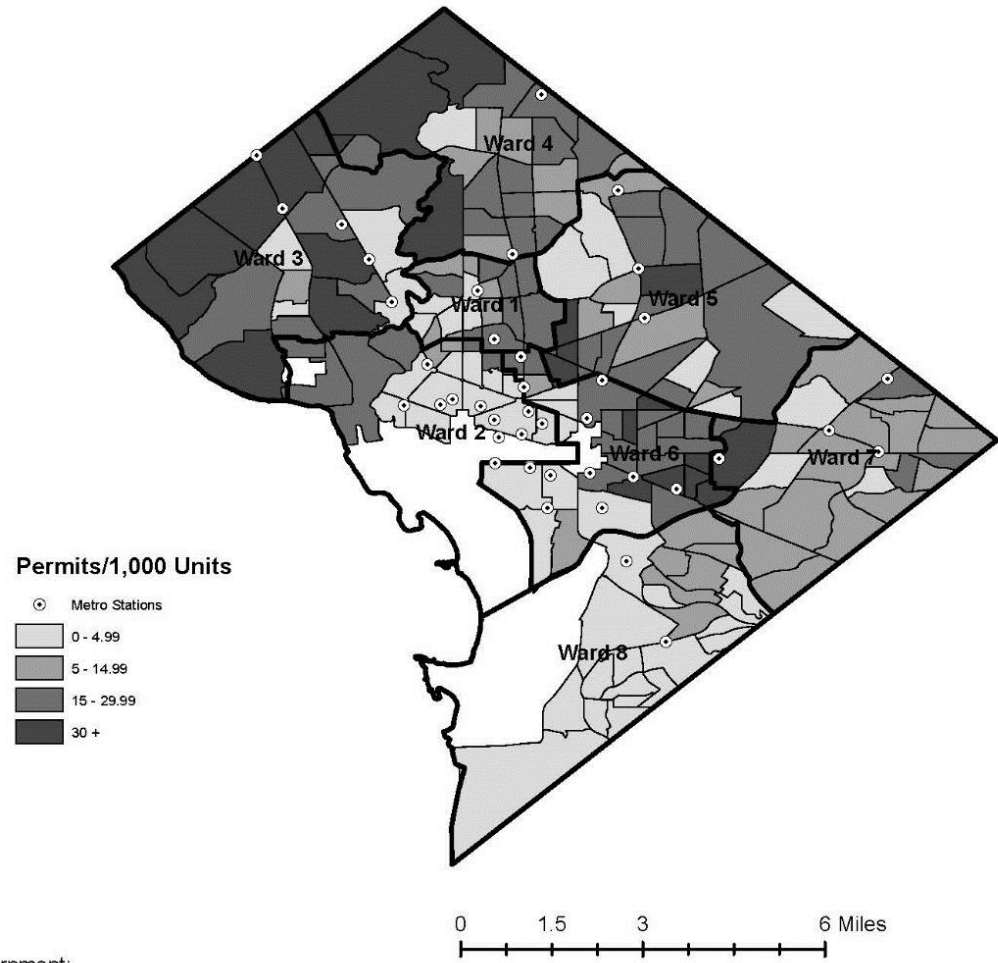 Ward 4
Ward 3
Ward 1
Ward 5
Ward 2
Ward 6
Ward 7
Permits/1,000 Units
Metro Stations
0 - 4.99
5 - 14.99
15 - 29.99
30 +
Ward 8
0 1.5 3 6 Miles